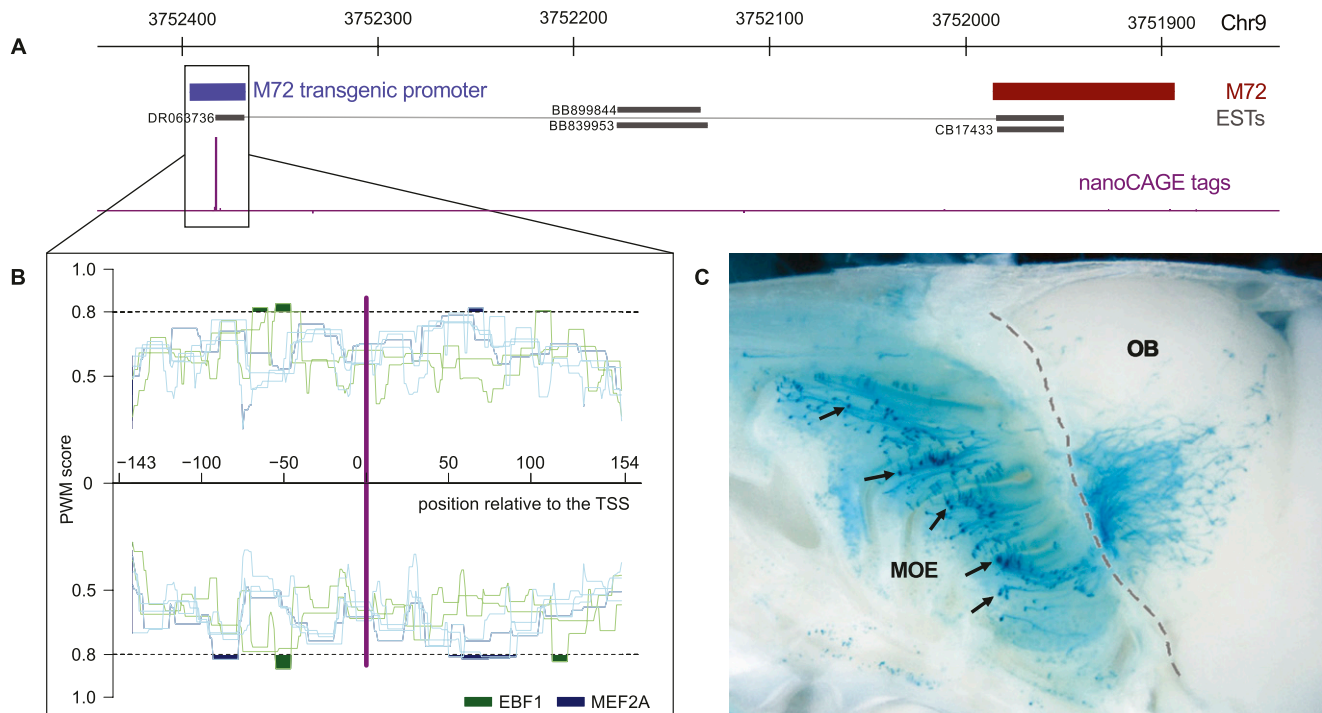 A
3752400 3752300 3752200 3752100 3752000 3751900 Chr9
M72 transgenic promoter M72
DR063736 BB899844 ESTs
BB839953 CB17433
nanoCAGE tags
B
1.0
0.8
0.5
−143 −100 −50 0 50 100 154
0
position relative to the TSS
PWM score
0.5
0.8
1.0
EBF1 MEF2A
C
OB
MOE